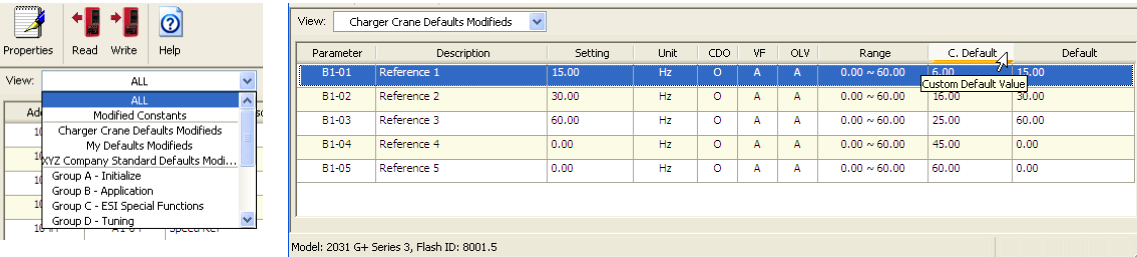 Properties Read Write Help
View: ALL
ALL
Modified Constants
Charger Crane Defaults Modifieds
My Defaults Modifieds
XYZ Company Standard Defaults Modi...
Group A - Initialize
Group B - Application
Group C - ESI Special Functions
Group D - Tuning
View: Charger Crane Defaults Modifieds
Parameter Description Setting Unit CDO VF OLV Range C. Default Default
B1-01 Reference 1 15.00 Hz O A A 0.00 ~ 60.00 6.00 15.00
Custom Default Value
B1-02 Reference 2 30.00 Hz O A A 0.00 ~ 60.00 16.00 30.00
B1-03 Reference 3 60.00 Hz O A A 0.00 ~ 60.00 25.00 60.00
B1-04 Reference 4 0.00 Hz O A A 0.00 ~ 60.00 45.00 0.00
B1-05 Reference 5 0.00 Hz O A A 0.00 ~ 60.00 60.00 0.00
Model: 2031 G+ Series 3, Flash ID: 8001.5